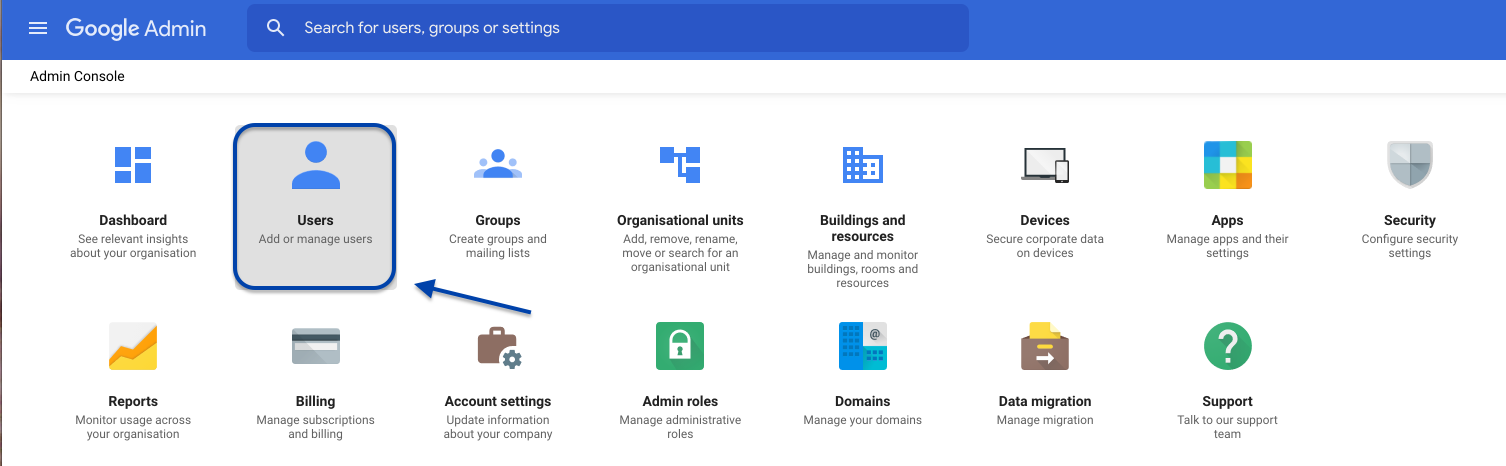 Google Admin
Search for users, groups or settings
Admin Console
Dashboard
See relevant insights
about your organisation
Users
Add or manage users
Groups
Create groups and
mailing lists
Organisational units
Add, remove, rename,
move or search for an
organisational unit
Buildings and
resources
Manage and monitor
buildings, rooms and
resources
Devices
Secure corporate data
on devices
Apps
Manage apps and their
settings
Security
Configure security
settings
Reports
Monitor usage across
your organisation
Billing
Manage subscriptions
and billing
Account settings
Update information
about your company
Admin roles
Manage administrative
roles
@
Domains
Manage your domains
Data migration
Manage migration
?
Support
Talk to our support
team